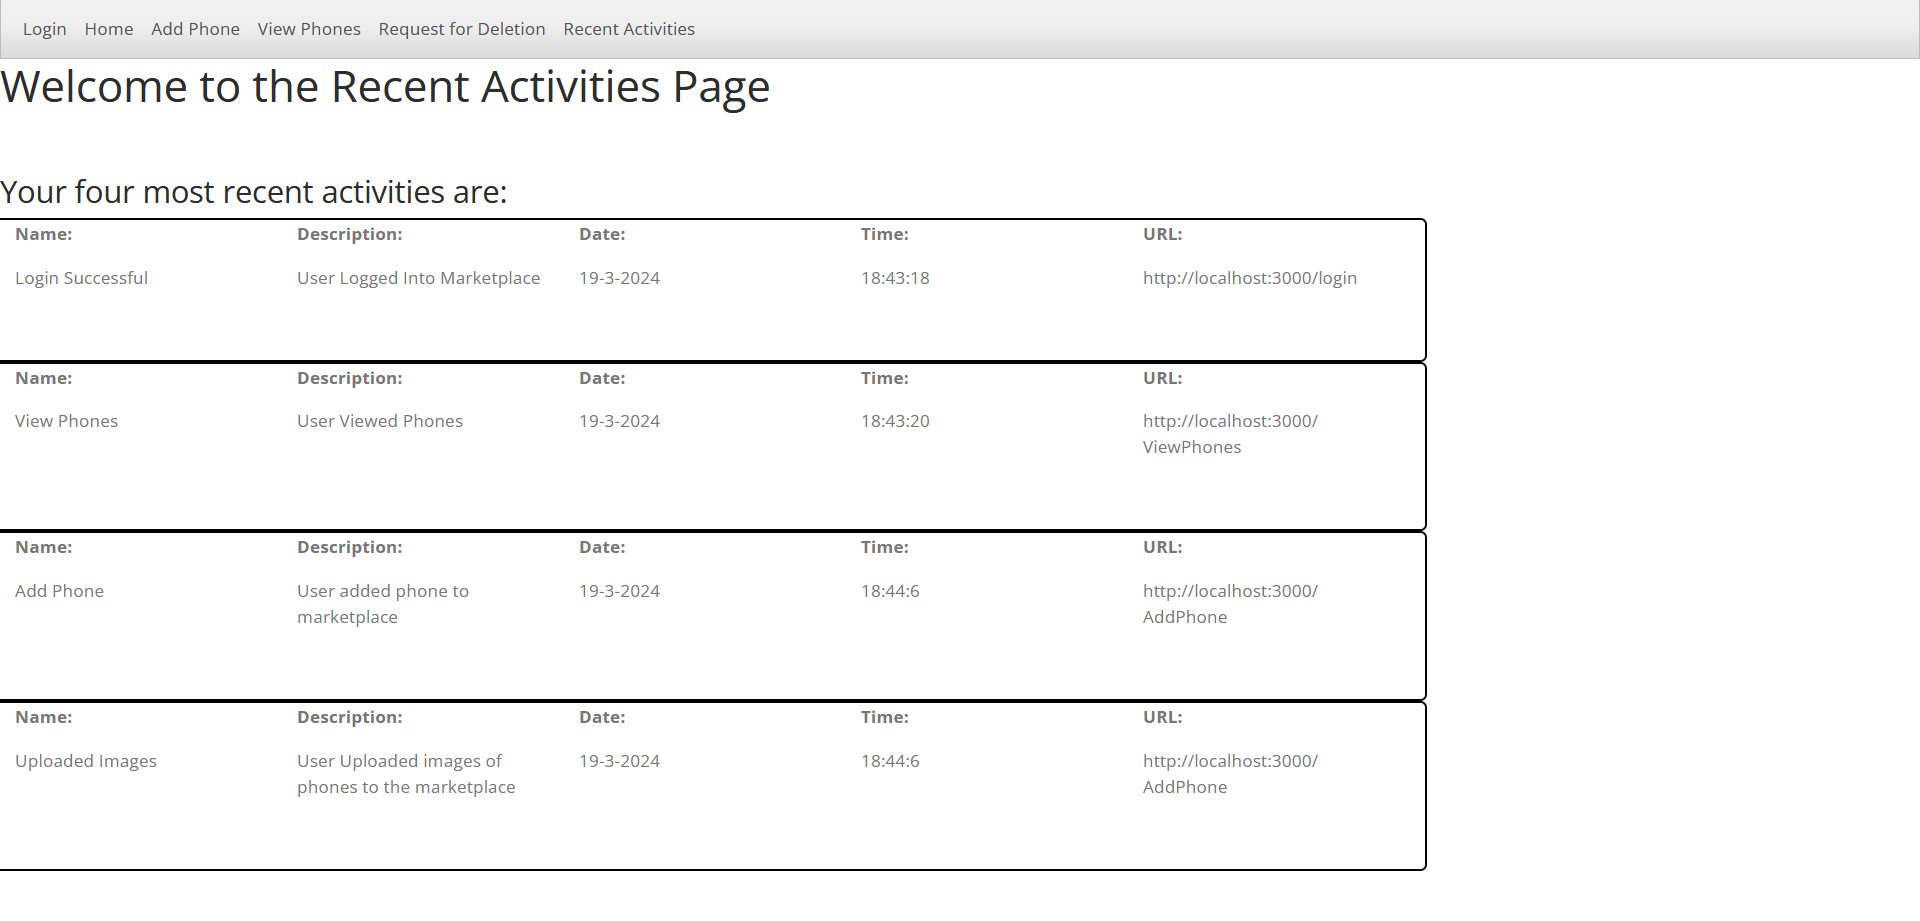 Login Home Add Phone View Phones Request for Deletion Recent Activities
Welcome to the Recent Activities Page
Your four most recent activities are:
Name: Description: Date: Time: URL:
Login Successful User Logged Into Marketplace 19-3-2024 18:43:18 http://localhost:3000/login
Name: Description: Date: Time: URL:
View Phones User Viewed Phones 19-3-2024 18:43:20 http://localhost:3000/
ViewPhones
Name: Description: Date: Time: URL:
Add Phone User added phone to 19-3-2024 18:44:6 http://localhost:3000/
marketplace AddPhone
Name: Description: Date: Time: URL:
Uploaded Images User Uploaded images of 19-3-2024 18:44:6 http://localhost:3000/
phones to the marketplace AddPhone